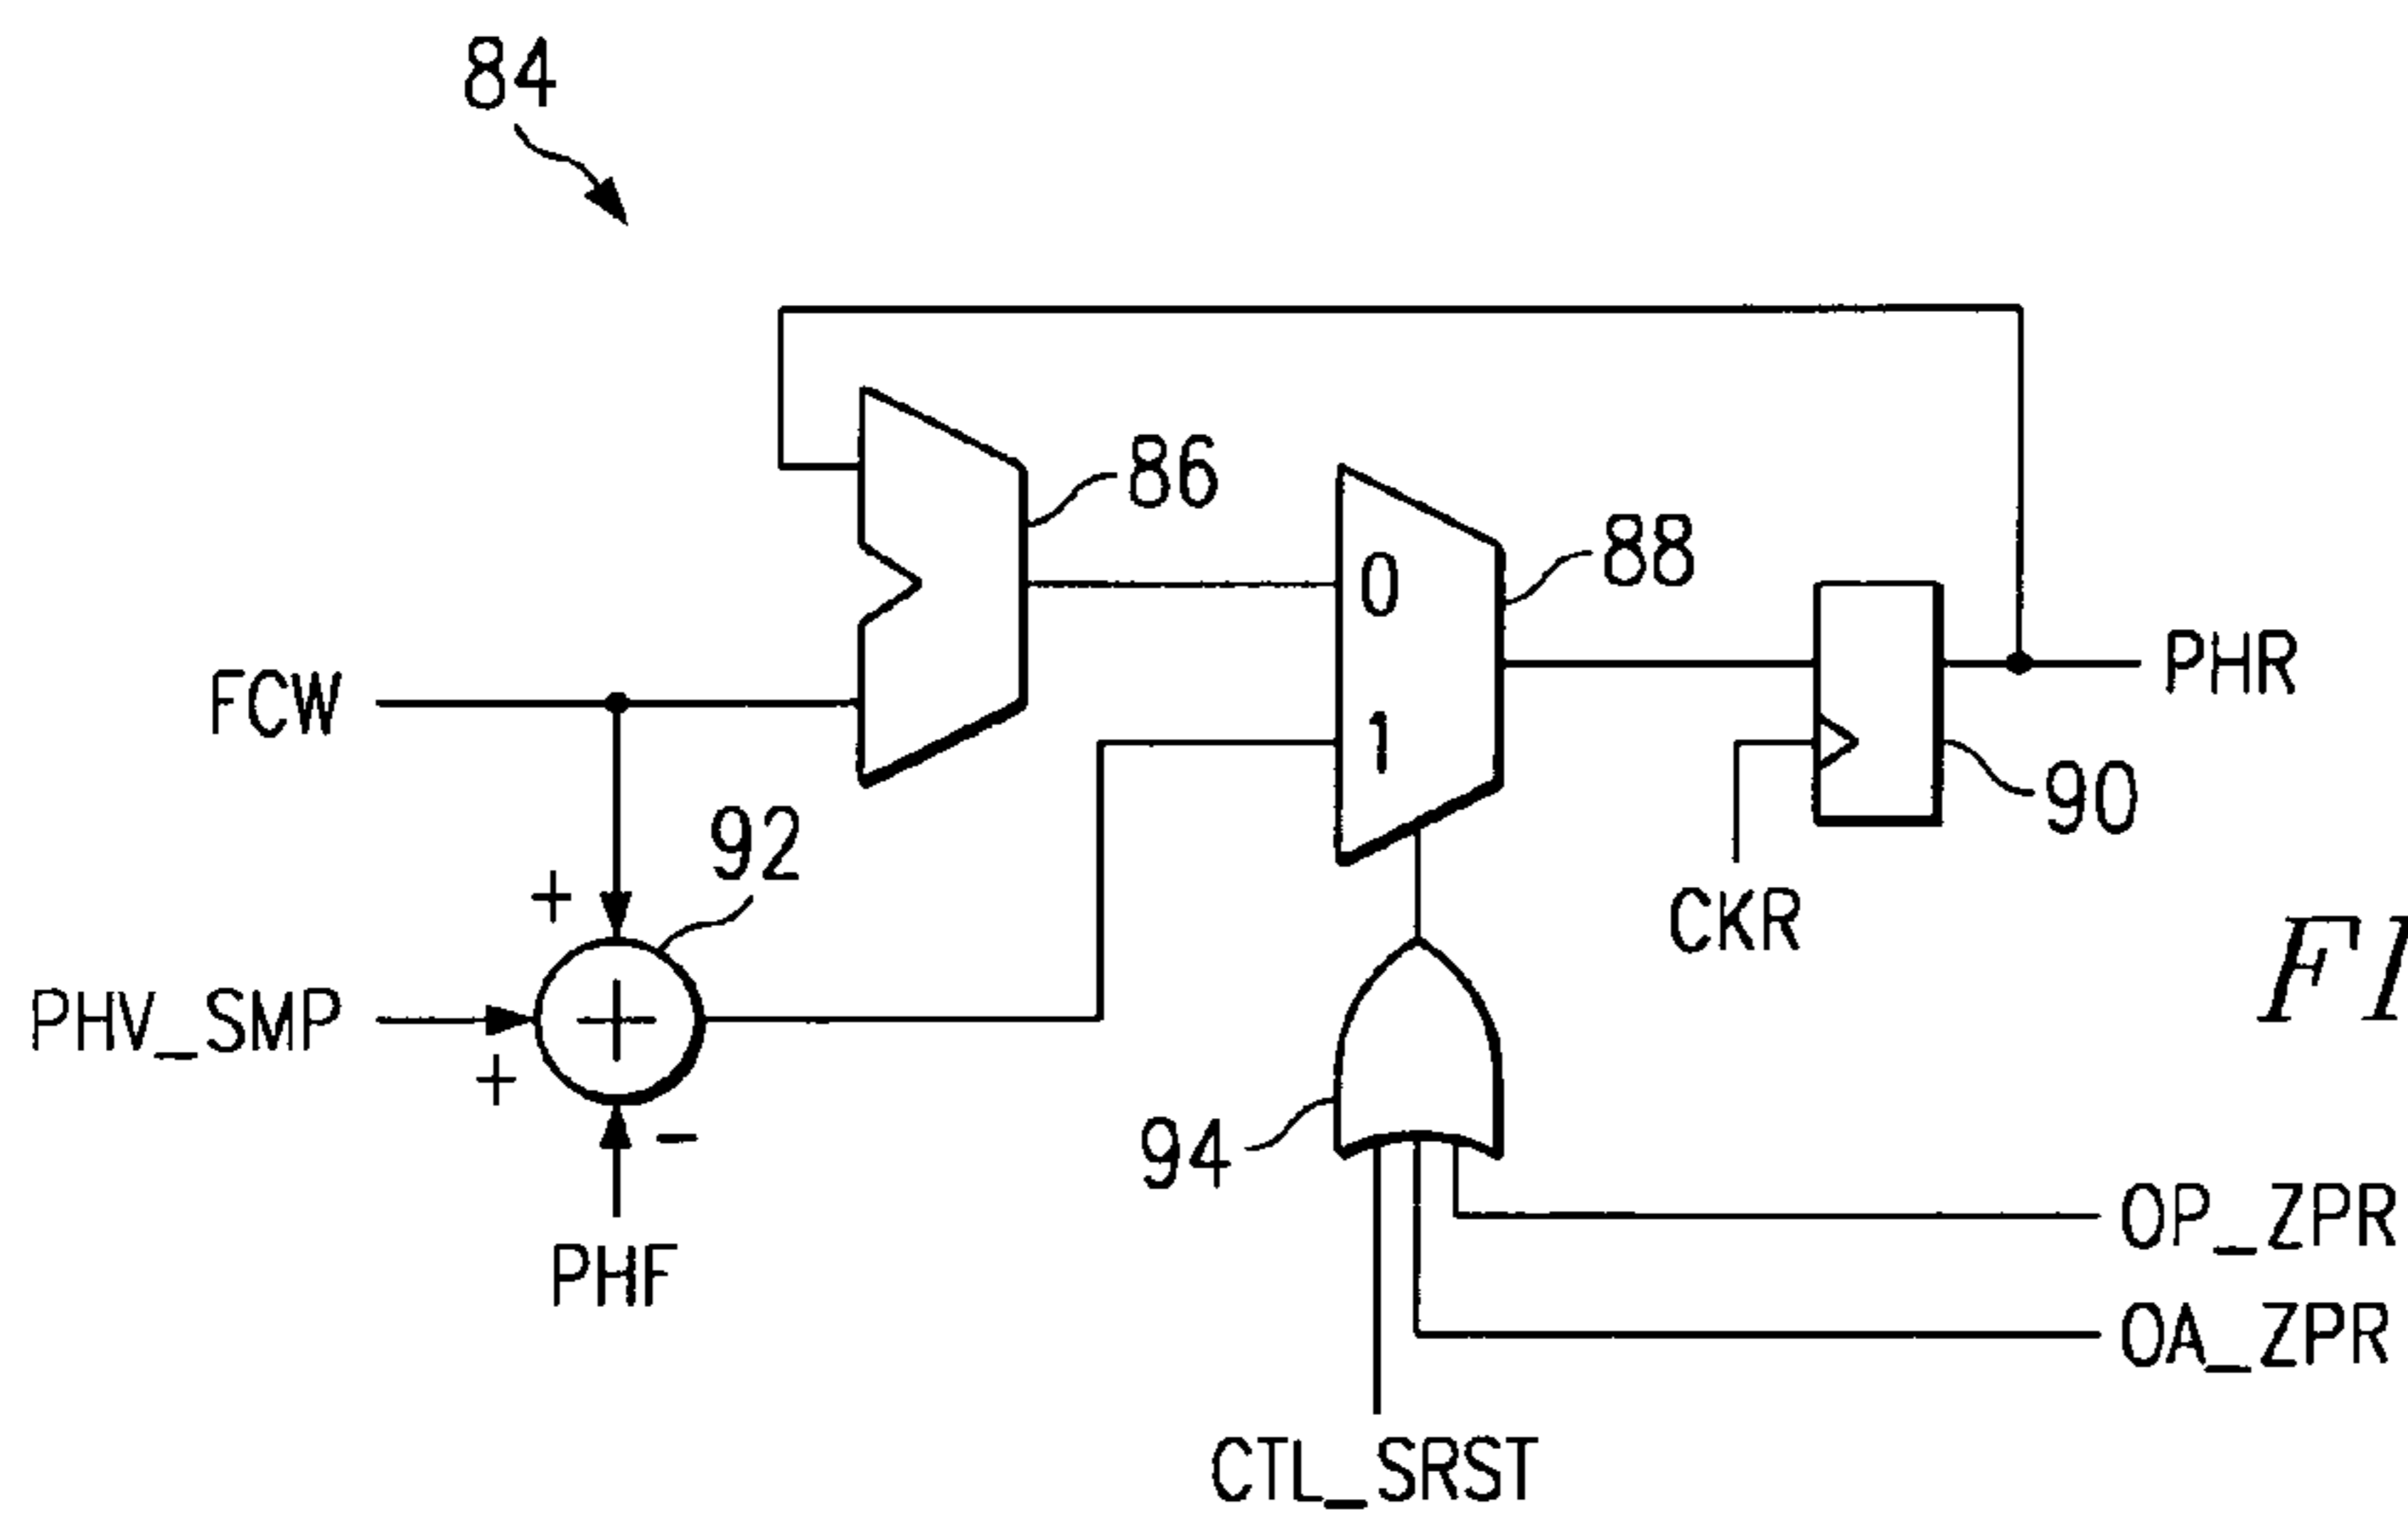 84
86
88
0
FCW
PHR
1
90
92
+
CKR
PHV_SMP
+
+
94
−
PHF
OP_ZPR
OA_ZPR
CTL_SRST